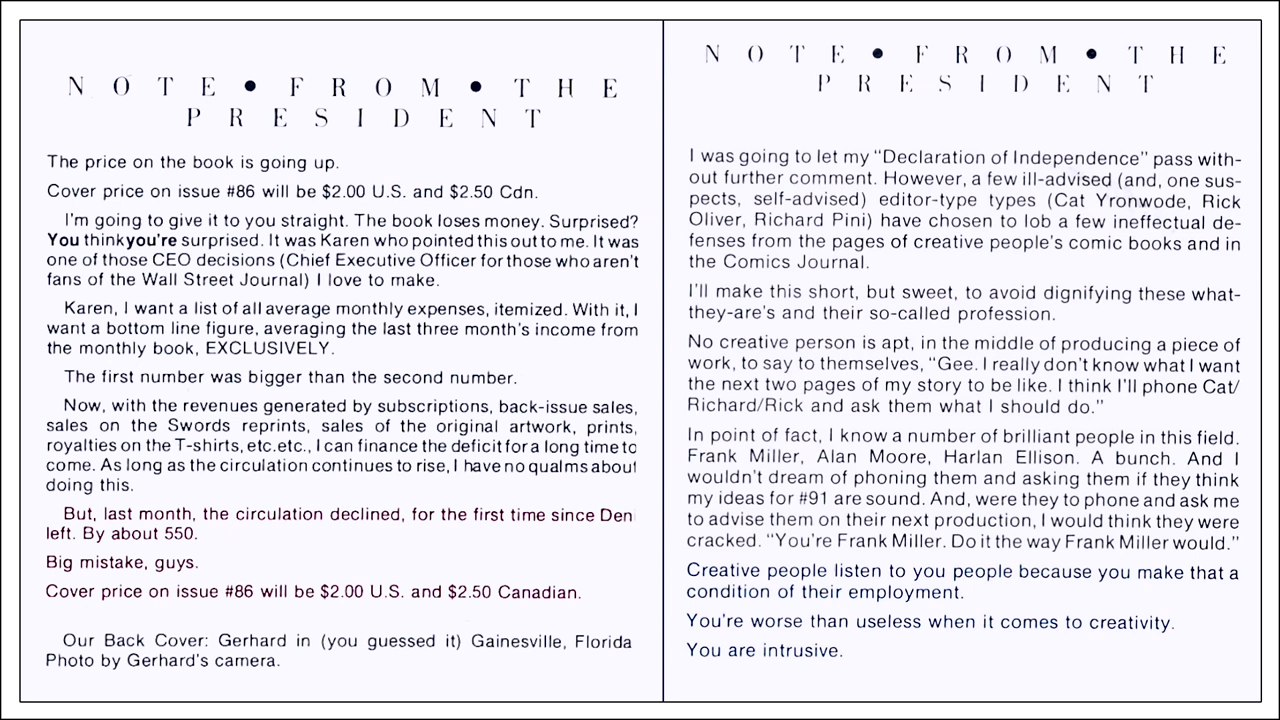 NOTE • FROM • THE
PRESIDENT
The price on the book is going up.
Cover price on issue #86 will be $2.00 U.S. and $2.50 Cdn.
I'm going to give it to you straight. The book loses money. Surprised?
You think you're surprised. It was Karen who pointed this out to me. It was
one of those CEO decisions (Chief Executive Officer for those who aren't
fans of the Wall Street Journal) I love to make.
Karen, I want a list of all average monthly expenses, itemized. With it, I
want a bottom line figure, averaging the last three month's income from
the monthly book, EXCLUSIVELY.
The first number was bigger than the second number.
Now, with the revenues generated by subscriptions, back-issue sales,
sales on the Swords reprints, sales of the original artwork, prints,
royalties on the T-shirts, etc.etc., I can finance the deficit for a long time to
come. As long as the circulation continues to rise, I have no qualms about
doing this.
But, last month, the circulation declined, for the first time since Deni
left. By about 550.
Big mistake, guys.
Cover price on issue #86 will be $2.00 U.S. and $2.50 Canadian.
Our Back Cover: Gerhard in (you guessed it) Gainesville, Florida
Photo by Gerhard's camera.
NOTE • FROM • THE
PRESIDENT
I was going to let my "Declaration of Independence" pass with-
out further comment. However, a few ill-advised (and, one sus-
pects, self-advised) editor-type types (Cat Yronwode, Rick
Oliver, Richard Pini) have chosen to lob a few ineffectual de-
fenses from the pages of creative people's comic books and in
the Comics Journal.
I'll make this short, but sweet, to avoid dignifying these what-
they-are's and their so-called profession.
No creative person is apt, in the middle of producing a piece of
work, to say to themselves, "Gee. I really don't know what I want
the next two pages of my story to be like. I think I'll phone Cat/
Richard/Rick and ask them what I should do."
In point of fact, I know a number of brilliant people in this field.
Frank Miller, Alan Moore, Harlan Ellison. A bunch. And I
wouldn't dream of phoning them and asking them if they think
my ideas for #91 are sound. And, were they to phone and ask me
to advise them on their next production, I would think they were
cracked. "You're Frank Miller. Do it the way Frank Miller would."
Creative people listen to you people because you make that a
condition of their employment.
You're worse than useless when it comes to creativity.
You are intrusive.